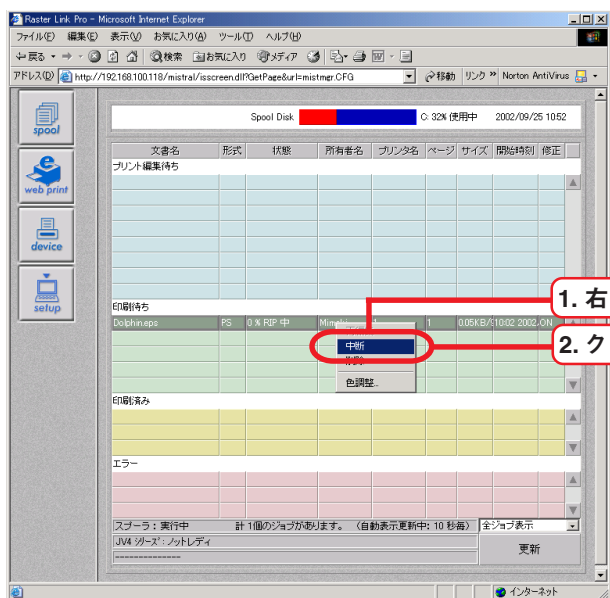 Raster Link Pro - Microsoft Internet Explorer
ファイル(F) 編集(E) 表示(V) お気に入り(A) ツール(T) ヘルプ(H)
戻る 検索 お気に入り メディア
アドレス(D) http://192.168.100.118/mistral/isscreen.dll?GetPage&url=mistmgr.CFG 移動 リンク » Norton AntiVirus
spool
web print
device
setup
Spool Disk C: 32% 使用中 2002/09/25 10:52
文書名 形式 状態 所有者名 プリンタ名 ページ サイズ 開始時刻 修正
プリント編集待ち
印刷待ち
Dolphin.eps PS 0 % RIP 中 1 0.05KB/ 10:02 2002 ON
中断
削除
色調整...
1. 右
2. ク
印刷済み
エラー
スプーラ : 実行中 計 1個のジョブがあります。 (自動表示更新中: 10 秒毎) 全ジョブ表示
JV4 シリーズ : ノットレディ
--------------
更新
インターネット